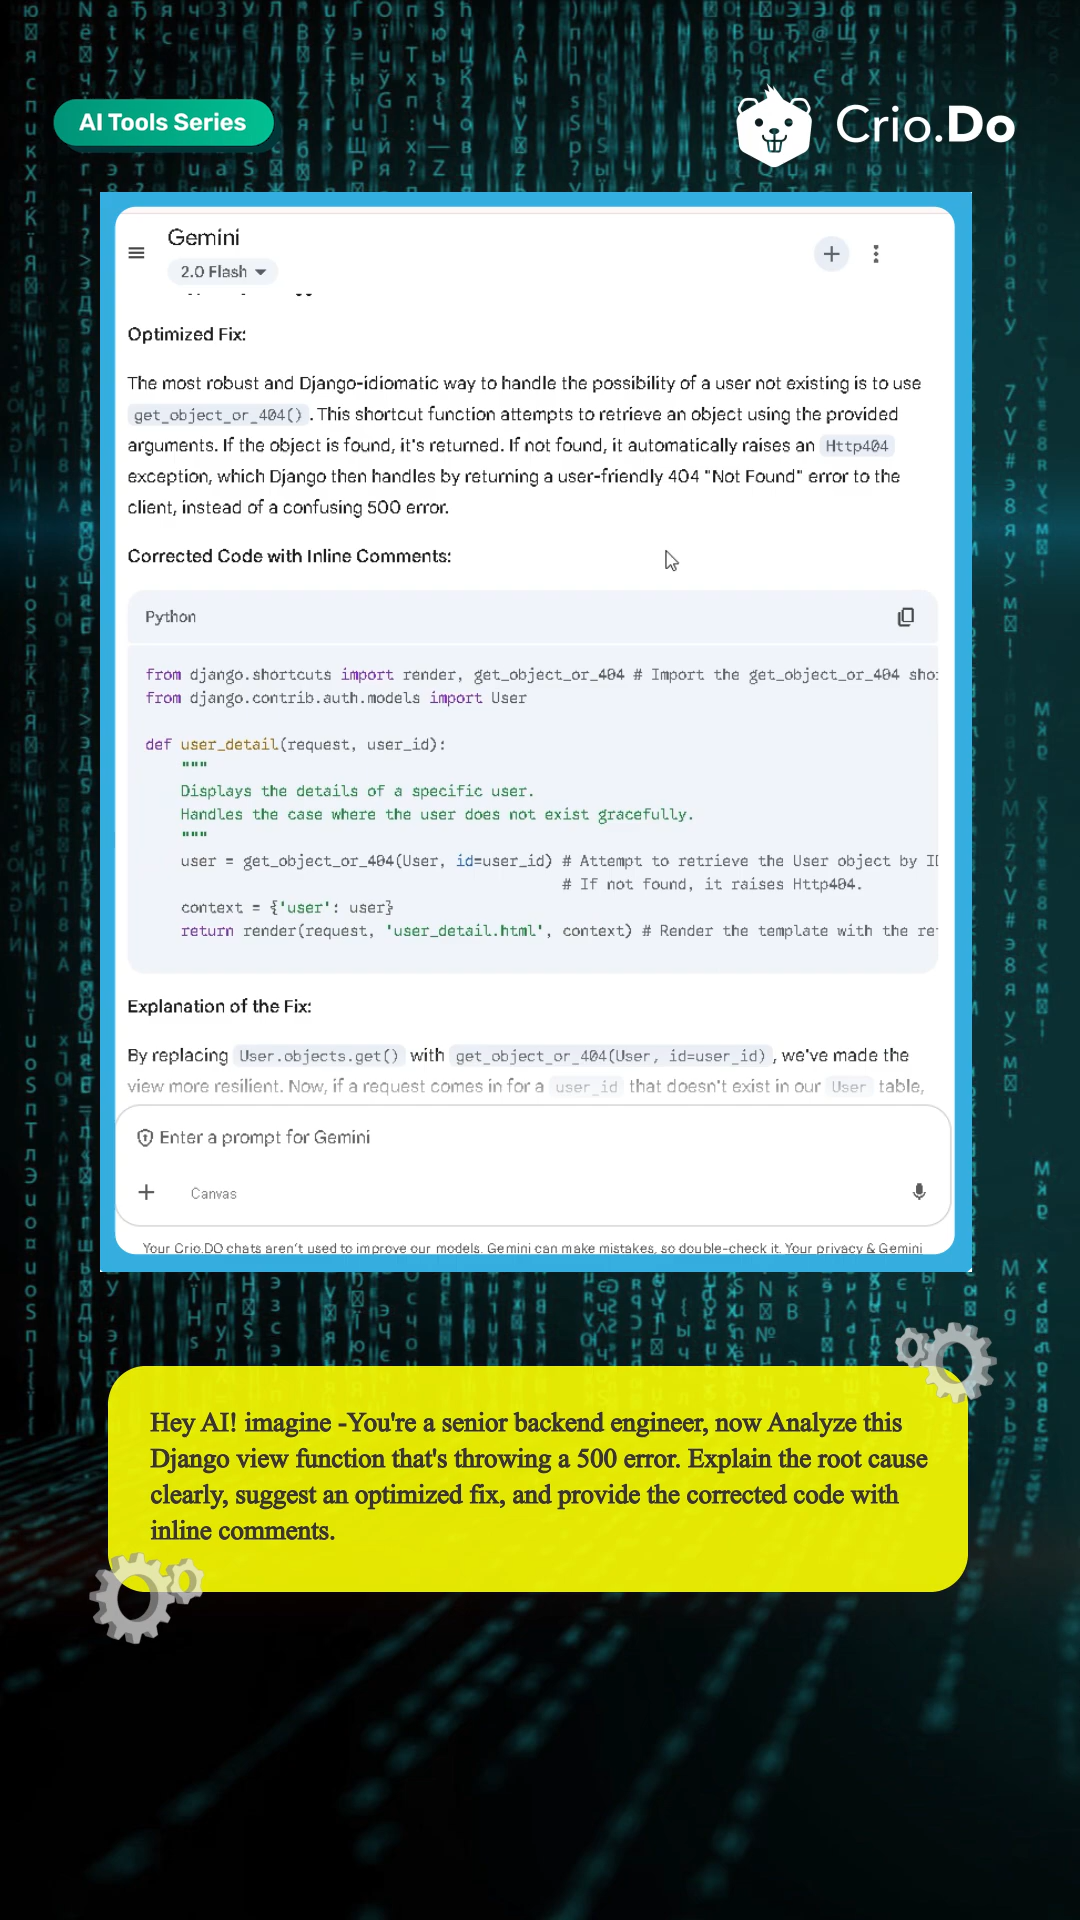 AI Tools Series
Crio.Do
Gemini
2.0 Flash
Optimized Fix:
The most robust and Django-idiomatic way to handle the possibility of a user not existing is to use
get_object_or_404() . This shortcut function attempts to retrieve an object using the provided
arguments. If the object is found, it's returned. If not found, it automatically raises an Http404
exception, which Django then handles by returning a user-friendly 404 "Not Found" error to the
client, instead of a confusing 500 error.
Corrected Code with Inline Comments:
Python
from django.shortcuts import render, get_object_or_404 # Import the get_object_or_404 sho
from django.contrib.auth.models import User
def user_detail(request, user_id):
"""
Displays the details of a specific user.
Handles the case where the user does not exist gracefully.
"""
user = get_object_or_404(User, id=user_id) # Attempt to retrieve the User object by I
# If not found, it raises Http404.
context = {'user': user}
return render(request, 'user_detail.html', context) # Render the template with the re
Explanation of the Fix:
By replacing User.objects.get() with get_object_or_404(User, id=user_id) , we've made the
view more resilient. Now, if a request comes in for a user_id that doesn't exist in our User table,
Enter a prompt for Gemini
Canvas
Your Crio.DO chats aren't used to improve our models. Gemini can make mistakes, so double-check it. Your privacy & Gemini
Hey AI! imagine -You're a senior backend engineer, now Analyze this
Django view function that's throwing a 500 error. Explain the root cause
clearly, suggest an optimized fix, and provide the corrected code with
inline comments.